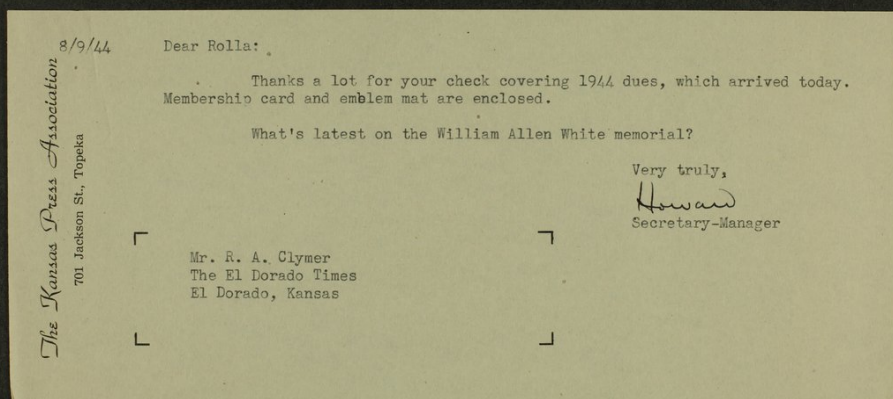 The Kansas Press Association
701 Jackson St., Topeka
8/9/44
Dear Rolla:
Thanks a lot for your check covering 1944 dues, which arrived today.
Membership card and emblem mat are enclosed.
What's latest on the William Allen White memorial?
Very truly,
Howard
Secretary-Manager
Mr. R. A. Clymer
The El Dorado Times
El Dorado, Kansas